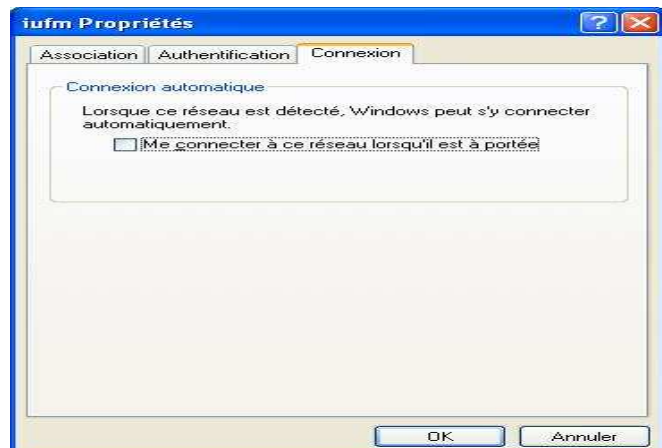 iufm Propriétés
Association Authentification Connexion
Connexion automatique
Lorsque ce réseau est détecté, Windows peut s'y connecter
automatiquement.
Me connecter à ce réseau lorsqu'il est à portée
OK Annuler